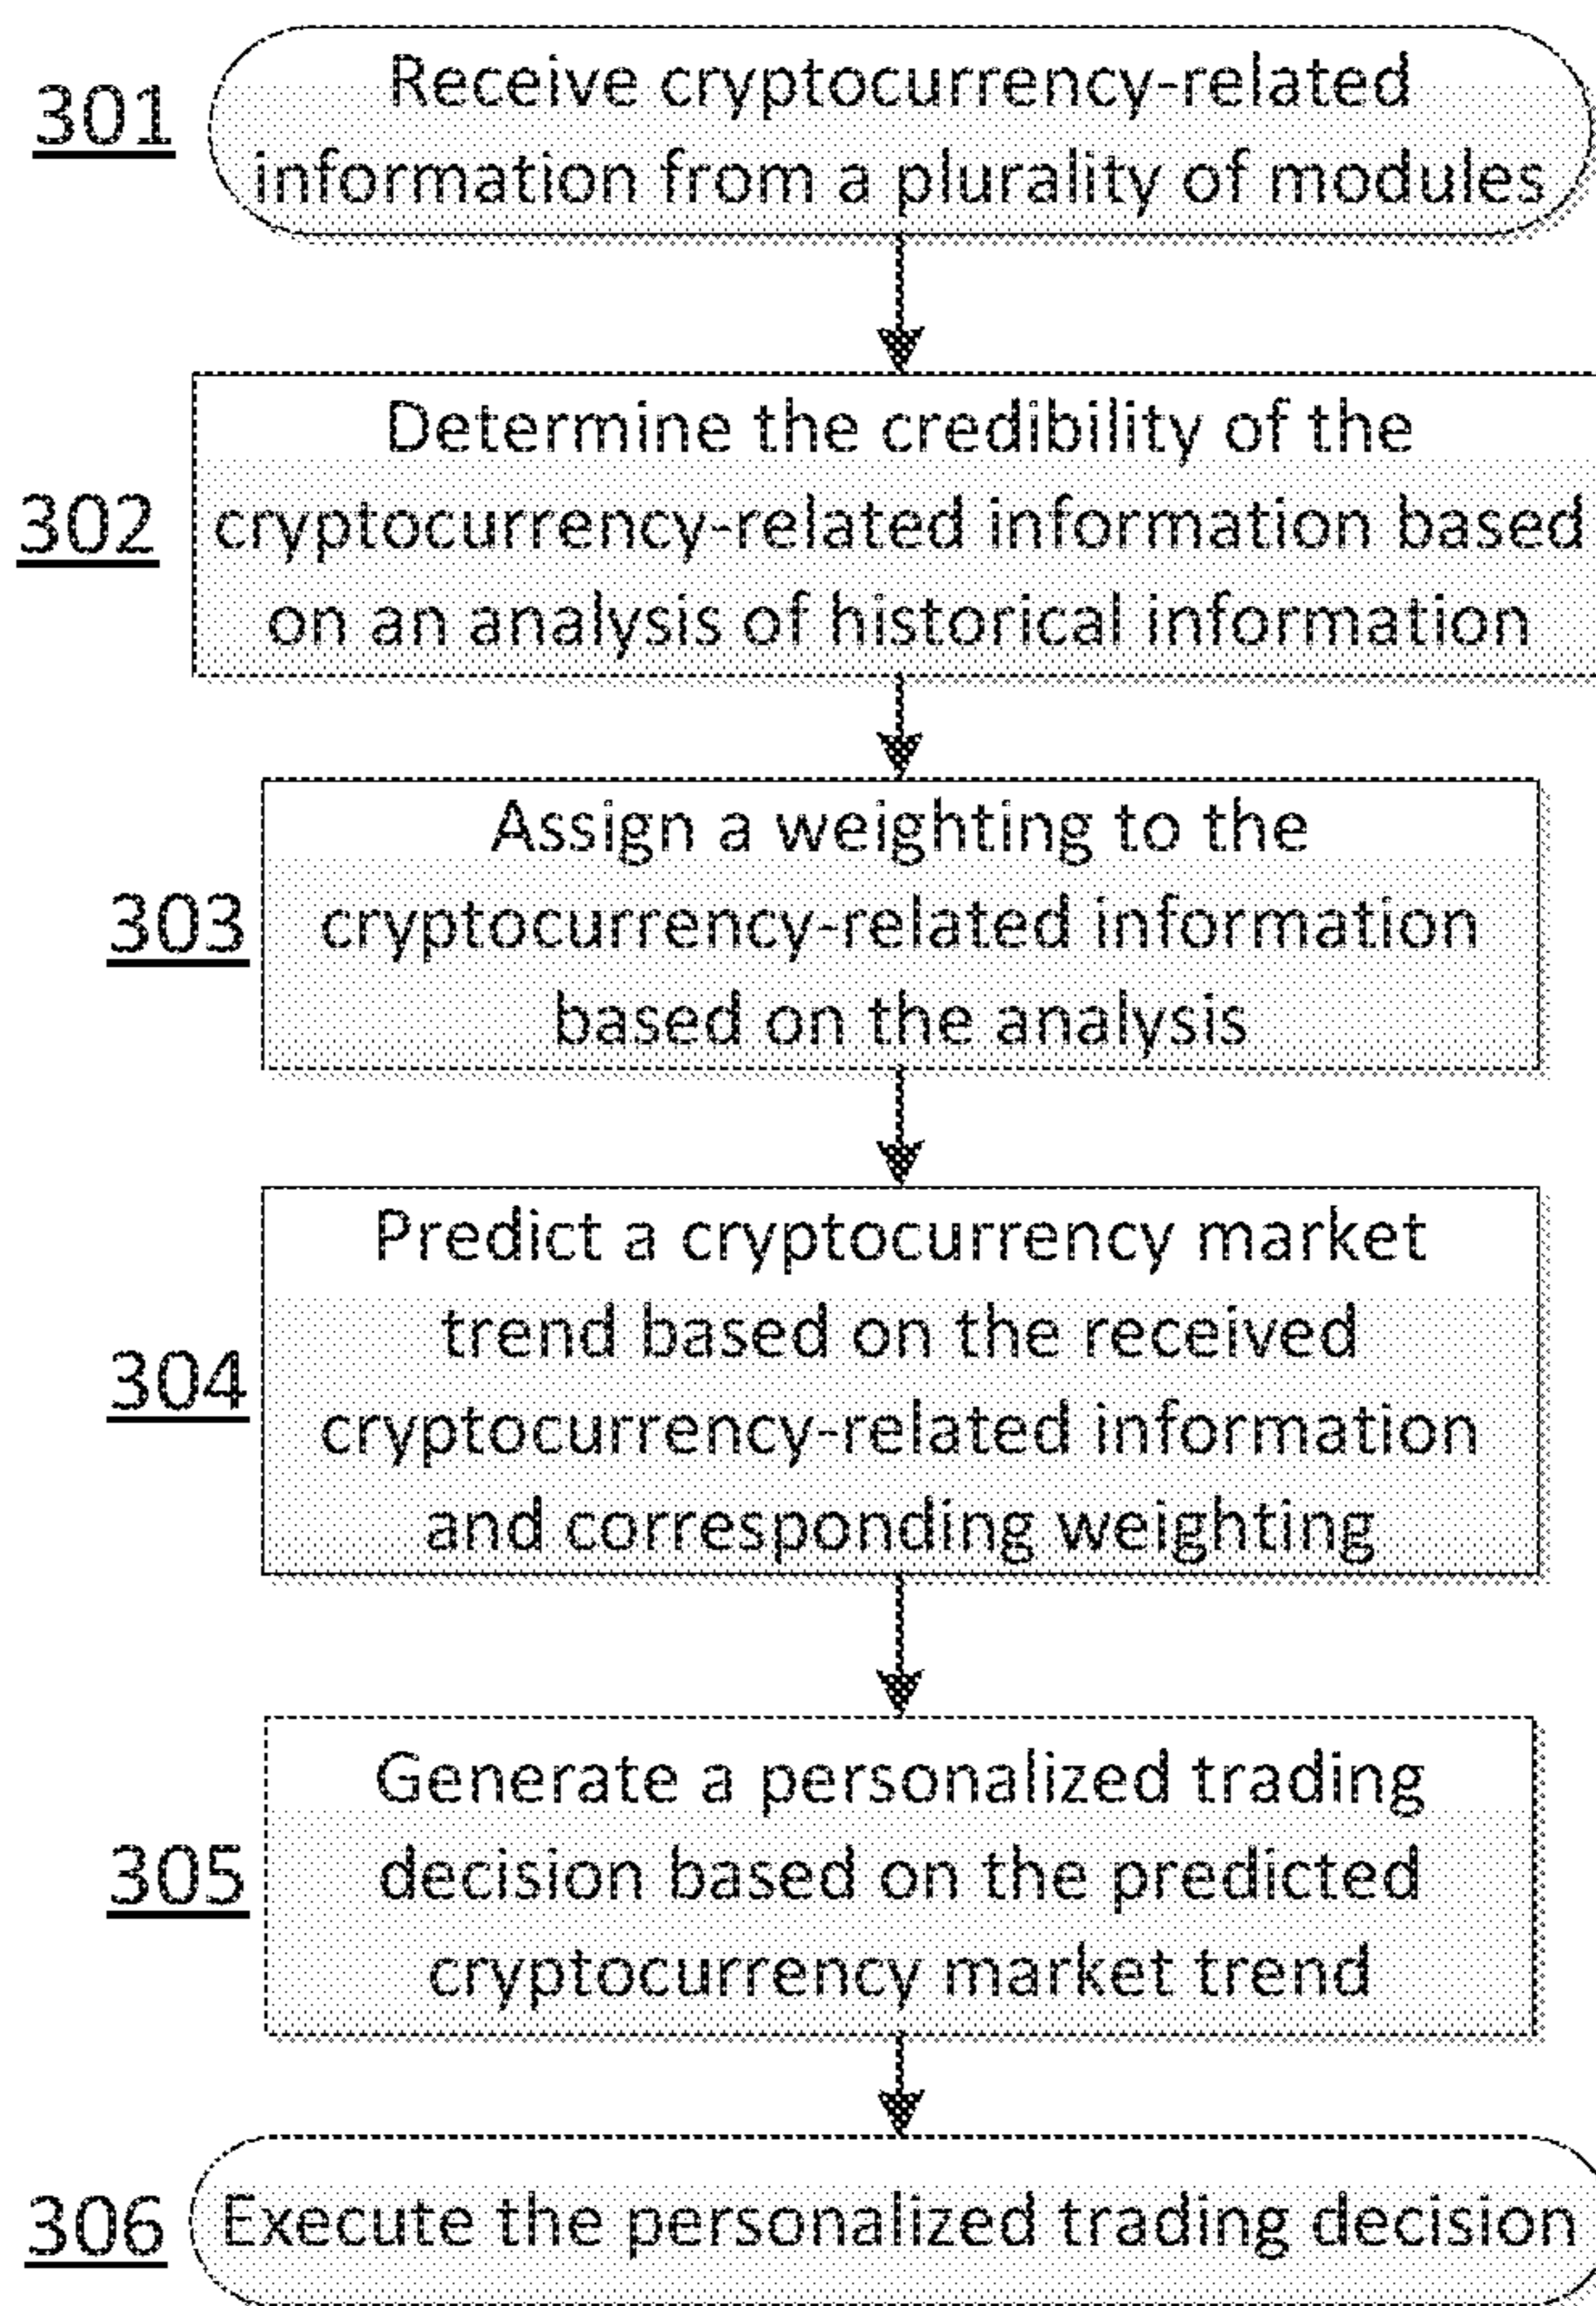 301
Receive cryptocurrency-related
information from a plurality of modules
302
Determine the credibility of the
cryptocurrency-related information based
on an analysis of historical information
303
Assign a weighting to the
cryptocurrency-related information
based on the analysis
304
Predict a cryptocurrency market
trend based on the received
cryptocurrency-related information
and corresponding weighting
305
Generate a personalized trading
decision based on the predicted
cryptocurrency market trend
306
Execute the personalized trading decision